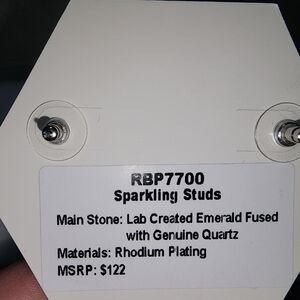 RBP7700
Sparkling Studs
Main Stone: Lab Created Emerald Fused
with Genuine Quartz
Materials: Rhodium Plating
MSRP: $122